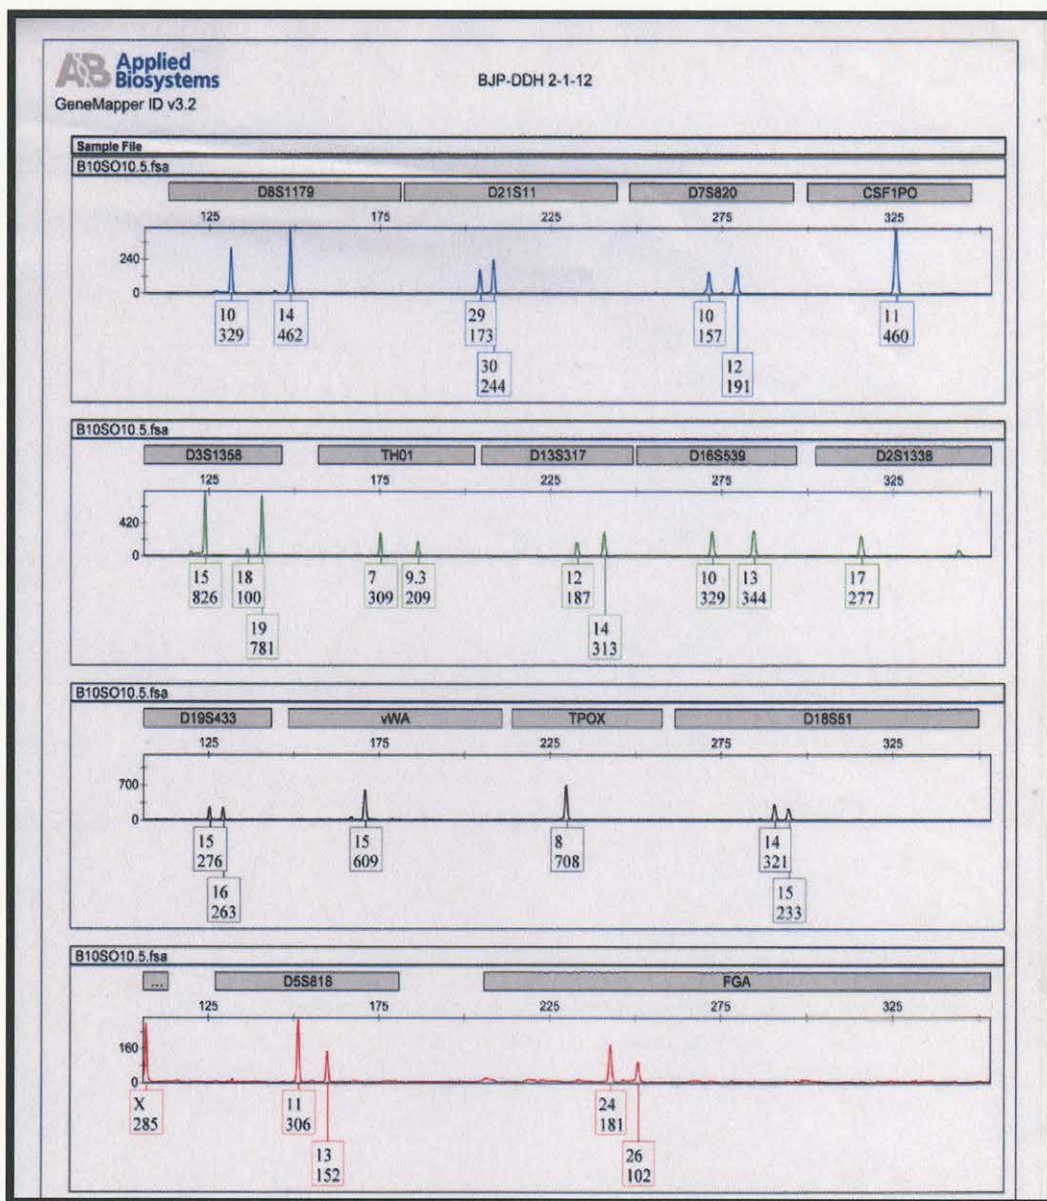 AB Applied
Biosystems
BJP-DDH 2-1-12
GeneMapper ID v3.2
Sample File
B10SO10.5.fsa
D8S1179 D21S11 D7S820 CSF1PO
125 175 225 275 325
240
0
10 14 29 10 11
329 462 173 157 460
30 12
244 191
B10SO10.5.fsa
D3S1358 TH01 D13S317 D16S539 D2S1338
125 175 225 275 325
420
0
15 18 7 9.3 12 10 13 17
826 100 309 209 187 329 344 277
19 14
781 313
B10SO10.5.fsa
D19S433 vWA TPOX D18S51
125 175 225 275 325
700
0
15 15 8 14
276 609 708 321
16 15
263 233
B10SO10.5.fsa
... D5S818 FGA
125 175 225 275 325
160
0
X 11 24
285 306 181
13 26
152 102